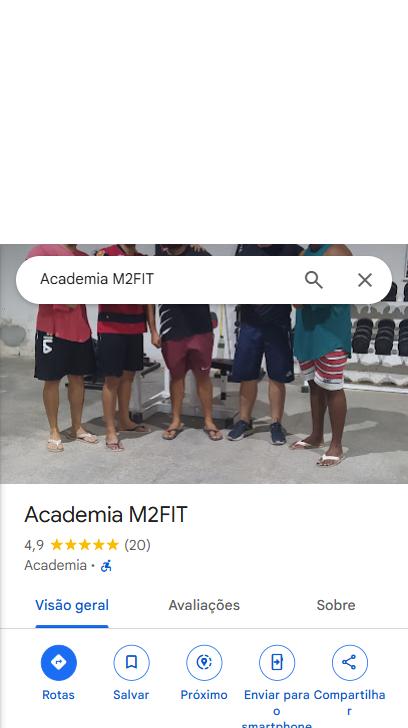 Academia M2FIT
Academia M2FIT
4,9 (20)
Academia ·
Visão geral Avaliações Sobre
Rotas Salvar Próximo Enviar para o smartphone Compartilhar